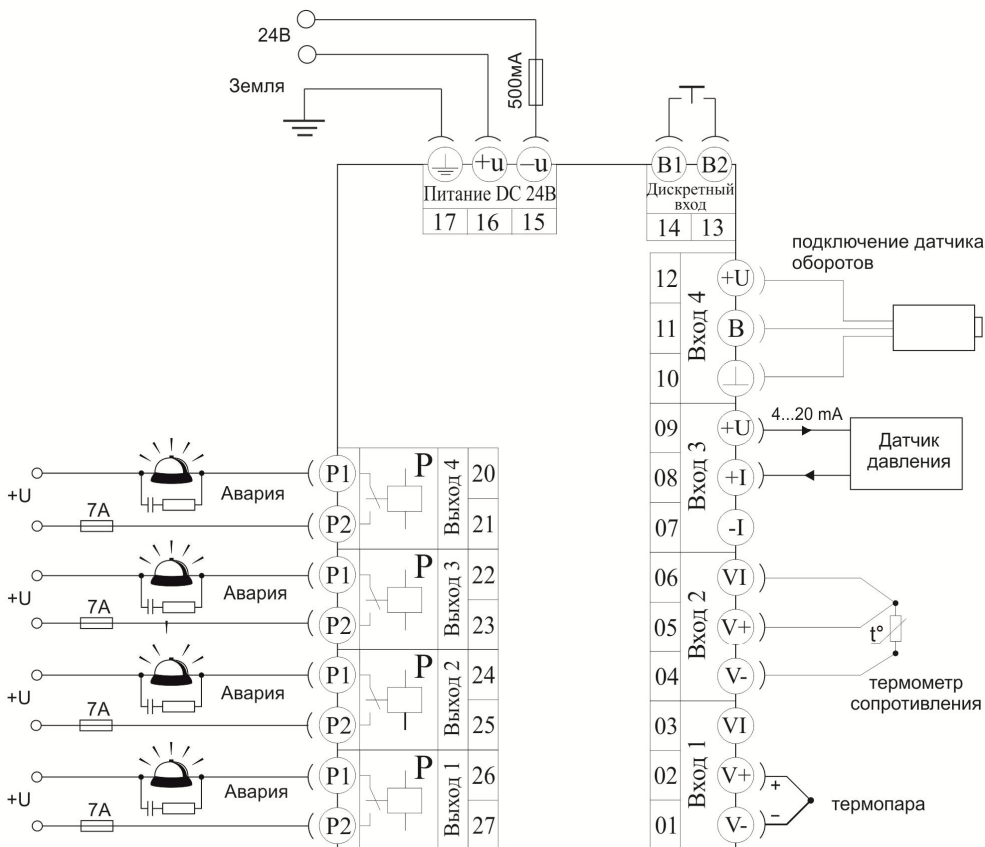 24В
Земля
500мА
+u
–u
Питание DC 24В
17 16 15
B1 B2
Дискретный
вход
14 13
подключение датчика
оборотов
12 +U
11 B
10
Вход 4
09 +U
08 +I
07 -I
Вход 3
4...20 mA
Датчик
давления
06 VI
05 V+
04 V-
Вход 2
t°
термометр
сопротивления
03 VI
02 V+
01 V-
Вход 1
+
–
термопара
+U
Авария
7А
P1
P2
P
Выход 4
20
21
+U
Авария
7А
P1
P2
P
Выход 3
22
23
+U
Авария
7А
P1
P2
P
Выход 2
24
25
+U
Авария
7А
P1
P2
P
Выход 1
26
27